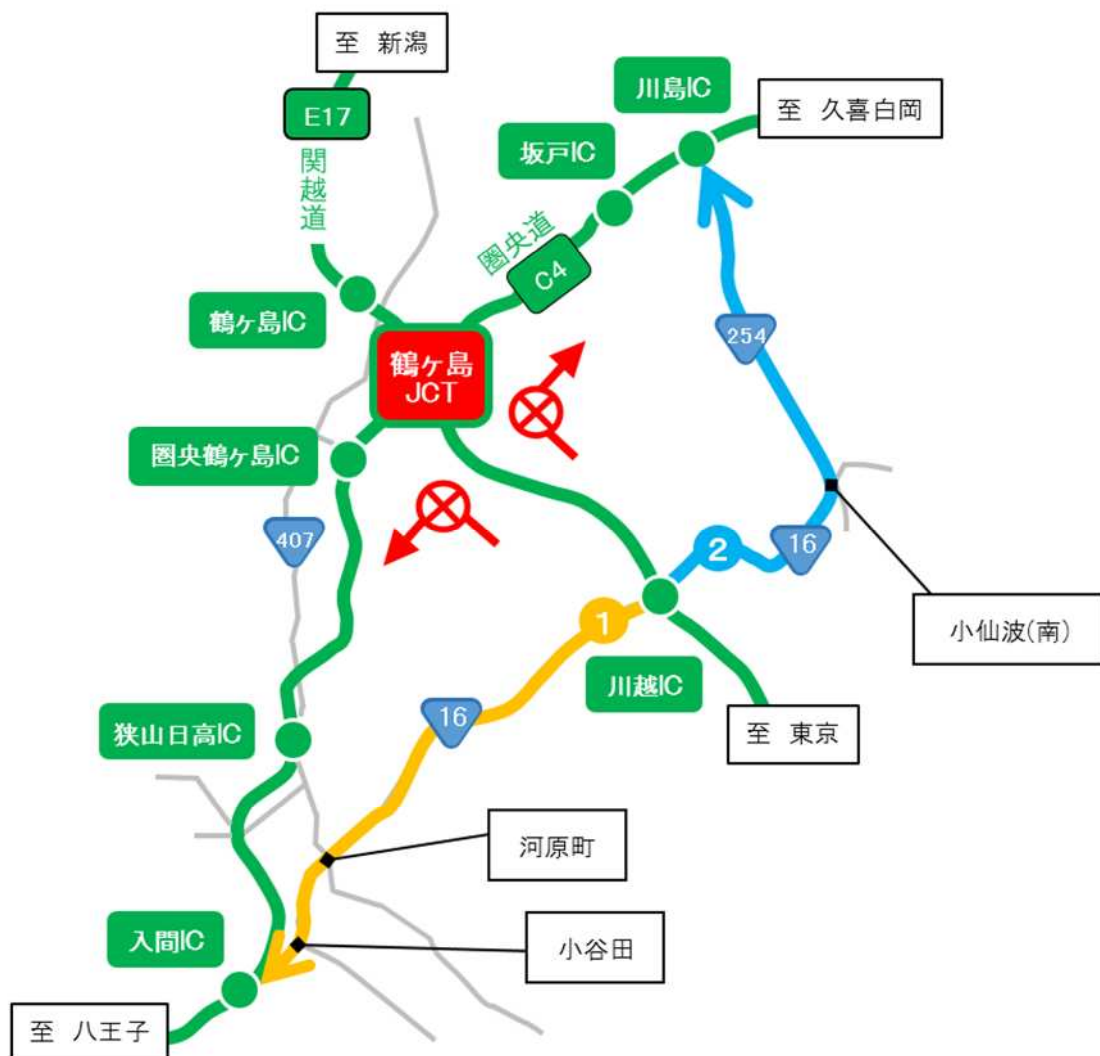 至 新潟
E17
関越道
川島IC
至 久喜白岡
坂戸IC
圏央道
C4
鶴ヶ島IC
鶴ヶ島
JCT
254
圏央鶴ヶ島IC
407
2
16
1
小仙波(南)
川越IC
16
至 東京
狭山日高IC
河原町
入間IC
小谷田
至 八王子